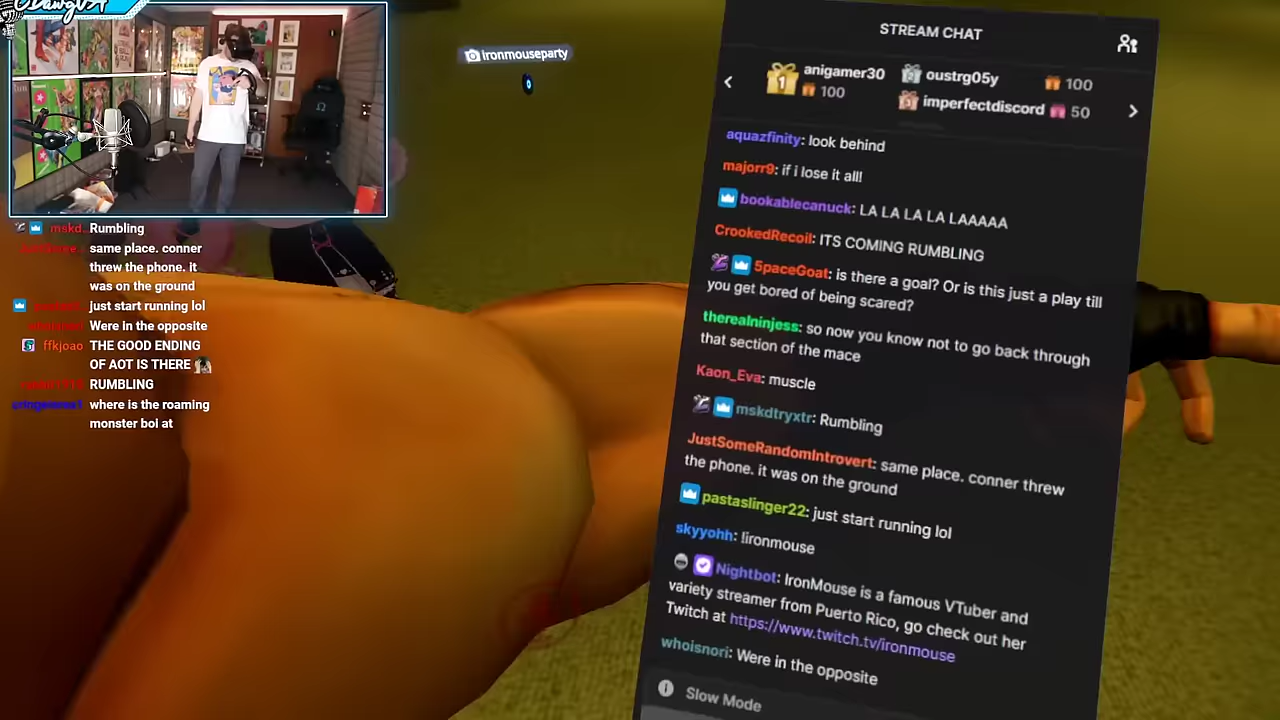 CDawgVA
ironmouseparty
STREAM CHAT
1 anigamer30
100
2 oustrg05y 100
3 imperfectdiscord 50
aquazfinity: look behind
majorr9: if i lose it all!
bookablecanuck: LA LA LA LA LAAAAA
CrookedRecoil: ITS COMING RUMBLING
5paceGoat: is there a goal? Or is this just a play till
you get bored of being scared?
therealninjess: so now you know not to go back through
that section of the mace
Kaon_Eva: muscle
mskdtryxtr: Rumbling
JustSomeRandomIntrovert: same place. conner threw
the phone. it was on the ground
pastaslinger22: just start running lol
skyyohh: !ironmouse
Nightbot: IronMouse is a famous VTuber and
variety streamer from Puerto Rico, go check out her
Twitch at https://www.twitch.tv/ironmouse
whoisnori: Were in the opposite
Slow Mode
mskd.. Rumbling
same place. conner
threw the phone. it
was on the ground
just start running lol
Were in the opposite
ffkjoao THE GOOD ENDING
OF AOT IS THERE
RUMBLING
where is the roaming
monster boi at